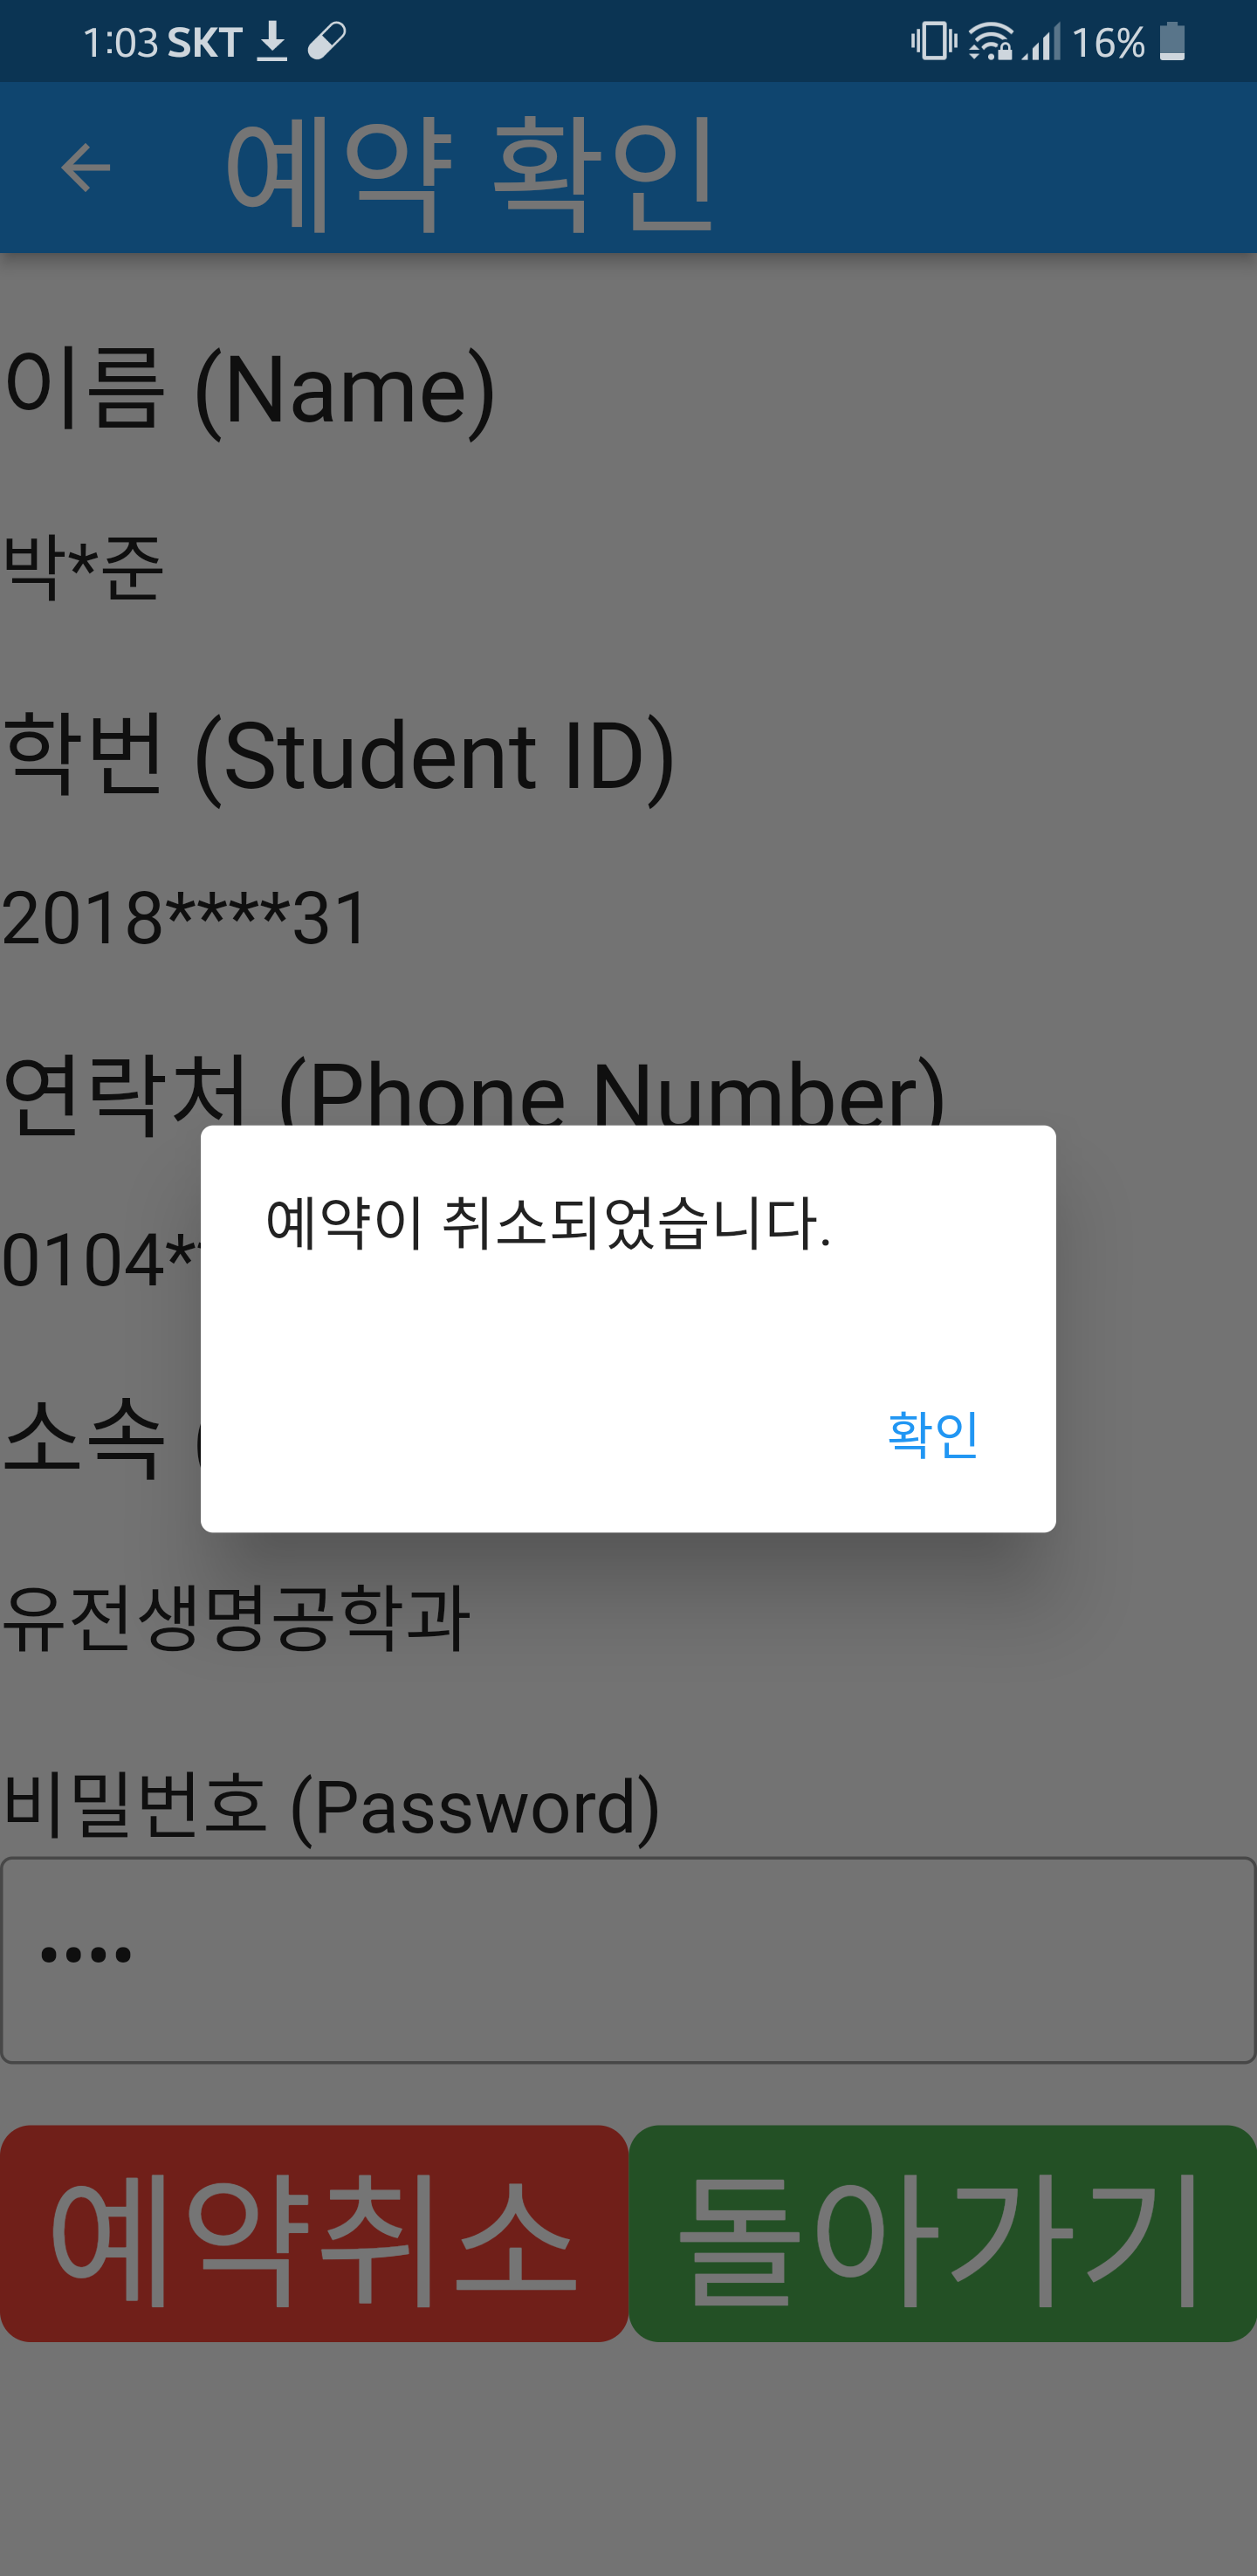 1:03 SKT 16%
예약 확인
이름 (Name)
박*준
학번 (Student ID)
2018****31
연락처 (Phone Number)
예약이 취소되었습니다.
0104*
확인
소속 (
유전생명공학과
비밀번호 (Password)
••••
예약취소 돌아가기